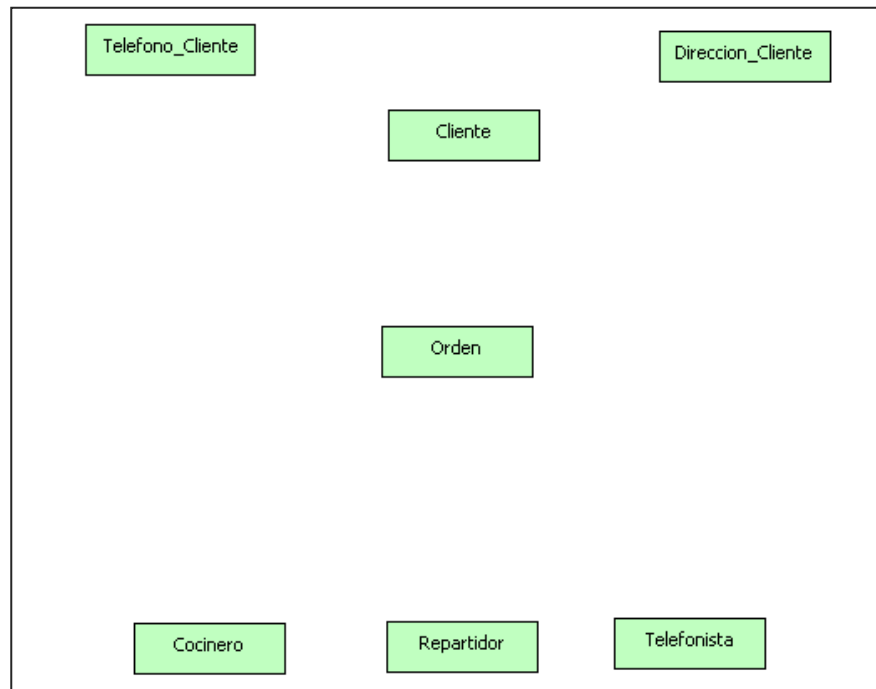 Telefono_Cliente
Direccion_Cliente
Cliente
Orden
Cocinero
Repartidor
Telefonista